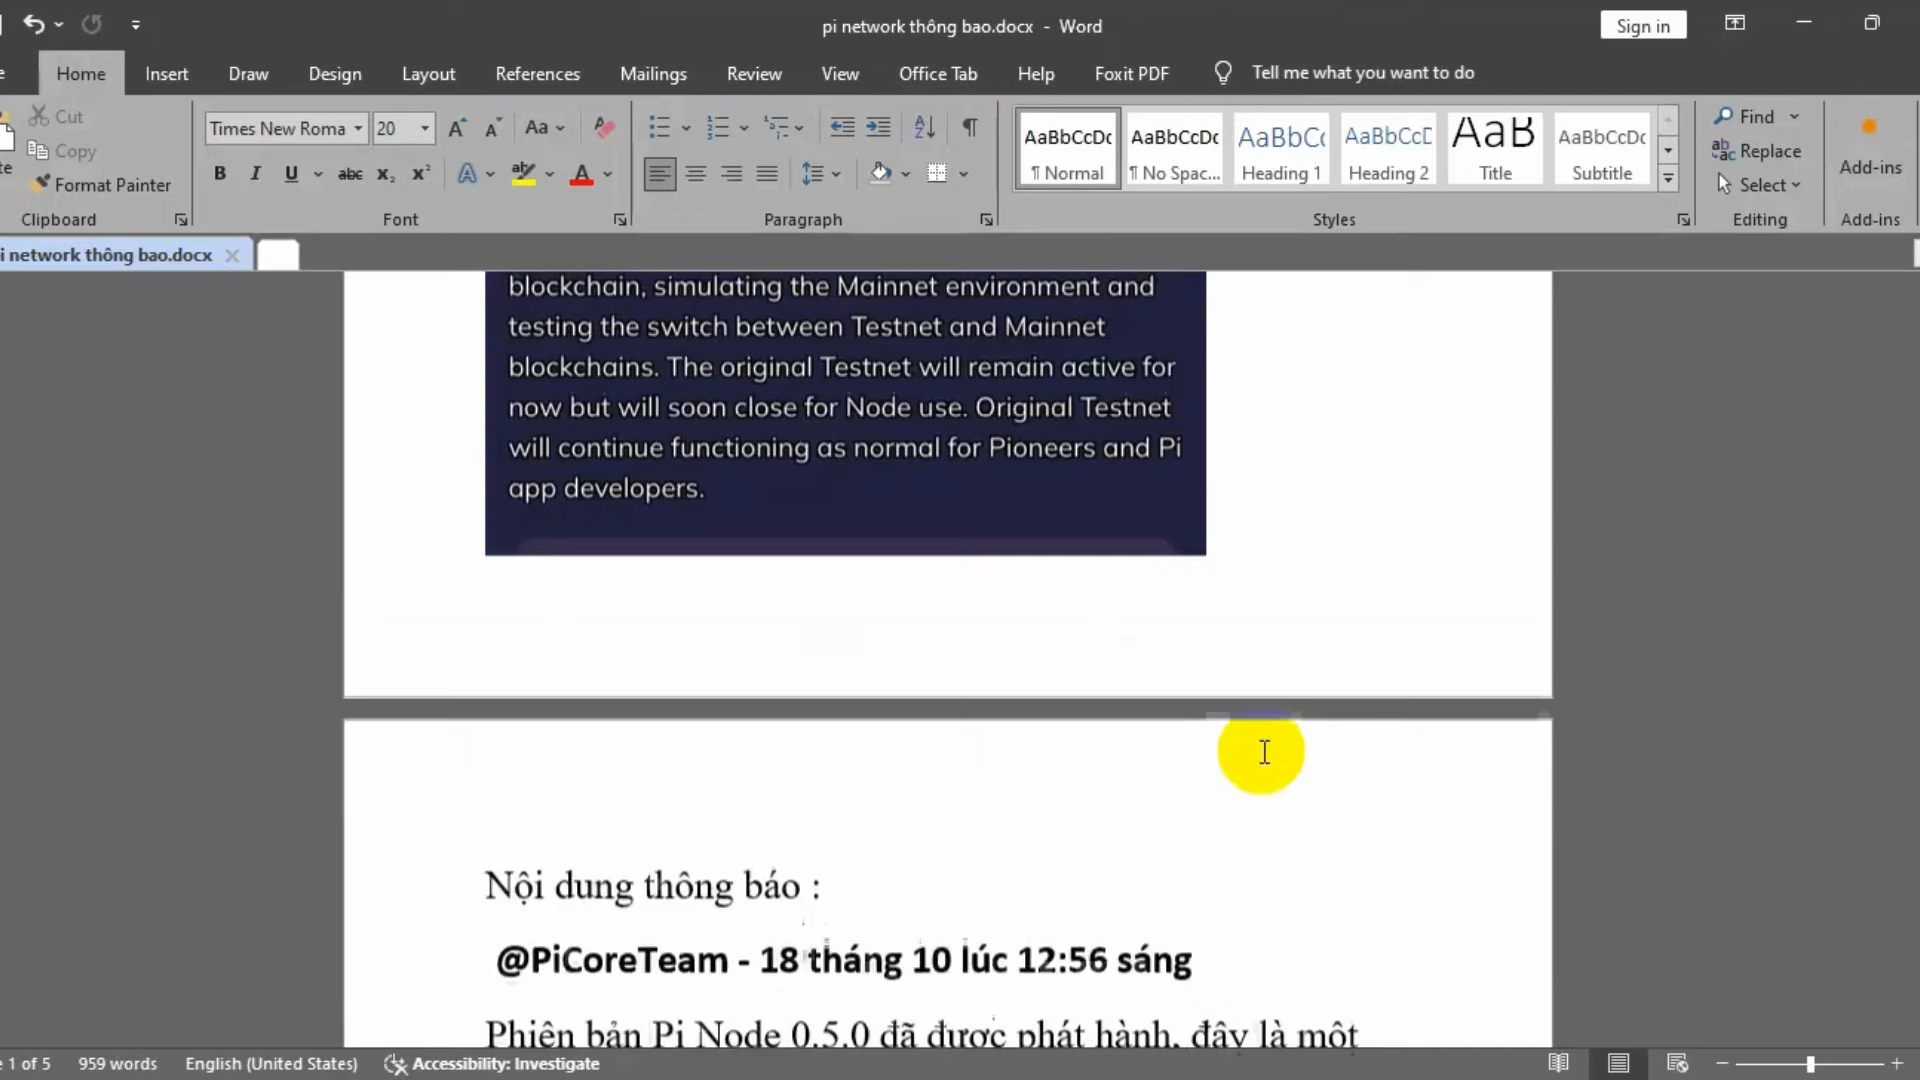 pi network thông bao.docx - Word
Sign in
Home
Insert
Draw
Design
Layout
References
Mailings
Review
View
Office Tab
Help
Foxit PDF
Tell me what you want to do
Cut
Copy
Format Painter
Clipboard
Times New Roma
20
Aa
B I U abc x₂ x²
A
Font
Paragraph
AaBbCcDc
¶ Normal
AaBbCcDc
¶ No Spac...
AaBbCc
Heading 1
AaBbCcD
Heading 2
AaB
Title
AaBbCcDc
Subtitle
Styles
Find
Replace
Select
Editing
Add-ins
Add-ins
i network thông bao.docx
blockchain, simulating the Mainnet environment and
testing the switch between Testnet and Mainnet
blockchains. The original Testnet will remain active for
now but will soon close for Node use. Original Testnet
will continue functioning as normal for Pioneers and Pi
app developers.
Nội dung thông báo :
@PiCoreTeam - 18 tháng 10 lúc 12:56 sáng
Phiên bản Pi Node 0.5.0 đã được phát hành, đây là một
1 of 5
959 words
English (United States)
Accessibility: Investigate